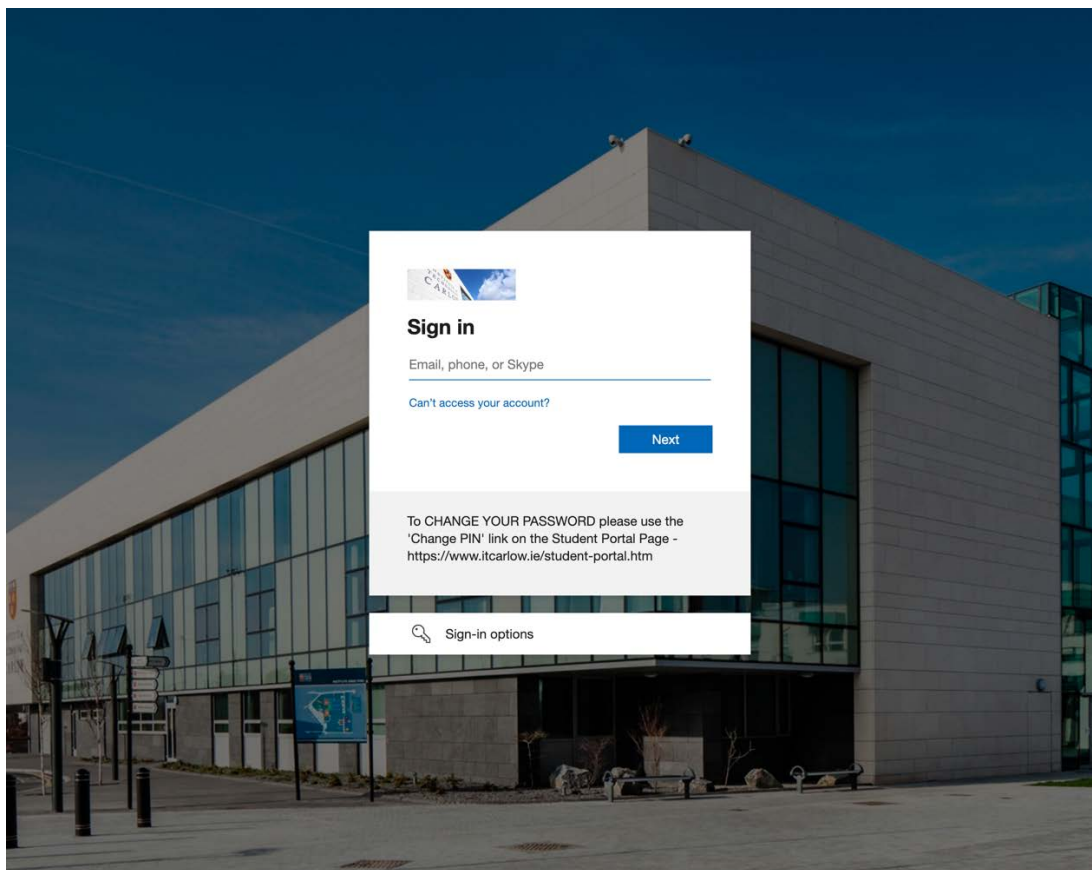 CARLOW
Sign in
Email, phone, or Skype
Can't access your account?
Next
To CHANGE YOUR PASSWORD please use the
'Change PIN' link on the Student Portal Page -
https://www.itcarlow.ie/student-portal.htm
Sign-in options